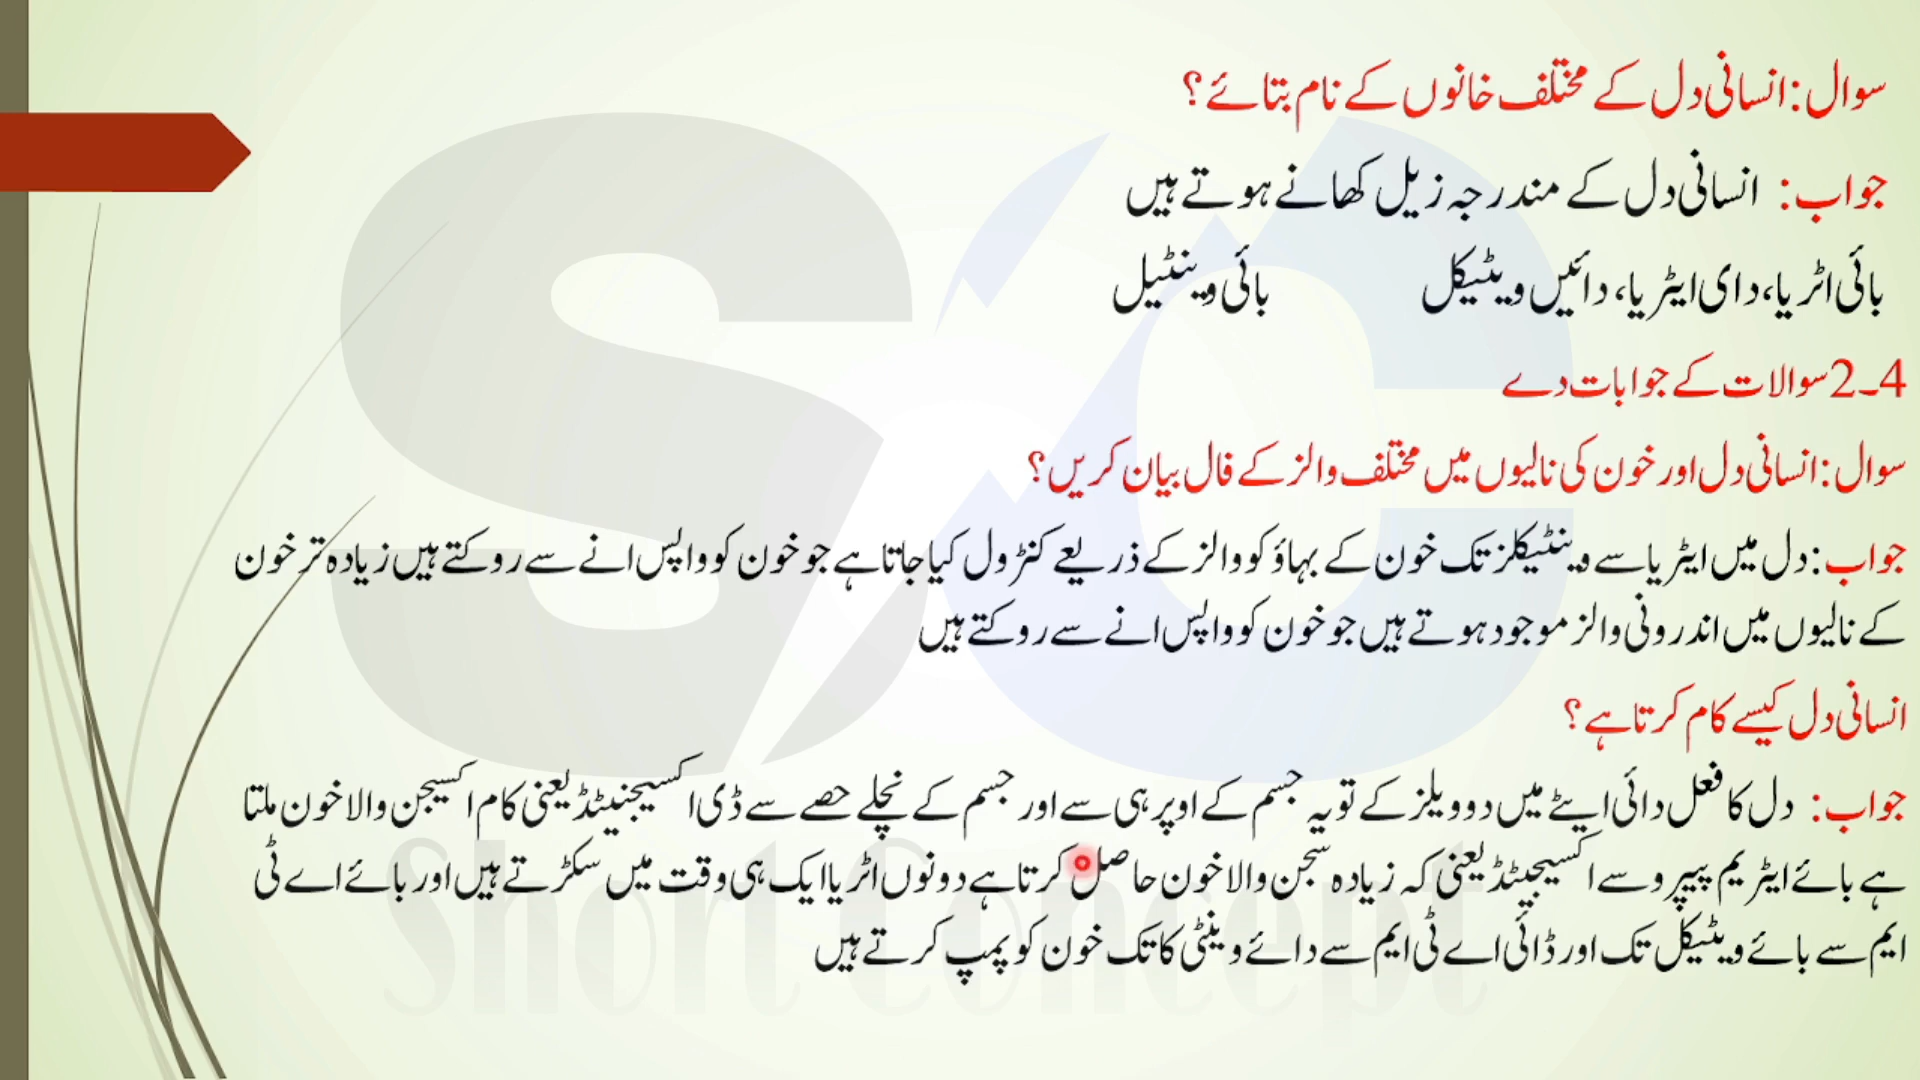 سوال: انسانی دل کے مختلف خانوں کے نام بتائے؟
جواب: انسانی دل کے مندرجہ زیل کھانے ہوتے ہیں
بائی اٹریا، دای ایٹریا، دائیں ویٹیکل بائی وینٹیل
4۔2 سوالات کے جوابات دے
سوال: انسانی دل اور خون کی نالیوں میں مختلف والز کے فال بیان کریں؟
جواب: دل میں ایٹریا سے وینٹیکلز تک خون کے بہاؤ کو والز کے ذریعے کنڑول کیا جاتا ہے جو خون کو واپس انے سے روکتے ہیں زیادہ تر خون
کے نالیوں میں اندرونی والز موجود ہوتے ہیں جو خون کو واپس انے سے روکتے ہیں
انسانی دل کیسے کام کرتا ہے؟
جواب: دل کا فعل دائی ایٹے میں دو ویلز کے تو یہ جسم کے اوپر ہی سے اور جسم کے نچلے حصے سے ڈی اکسیجنیٹڈ یعنی کام اکسیجن والا خون ملتا
ہے بائے ایٹریم پیپرو سے اکسیجیٹڈ یعنی کہ زیادہ سجن والا خون حاصل کرتا ہے دونوں اٹریا ایک ہی وقت میں سکڑتے ہیں اور بائے اے ٹی
ایم سے بائے ویٹیکل تک اور ڈائی اے ٹی ایم سے دائے وینٹی کا تک خون کو پمپ کرتے ہیں
Short Concept